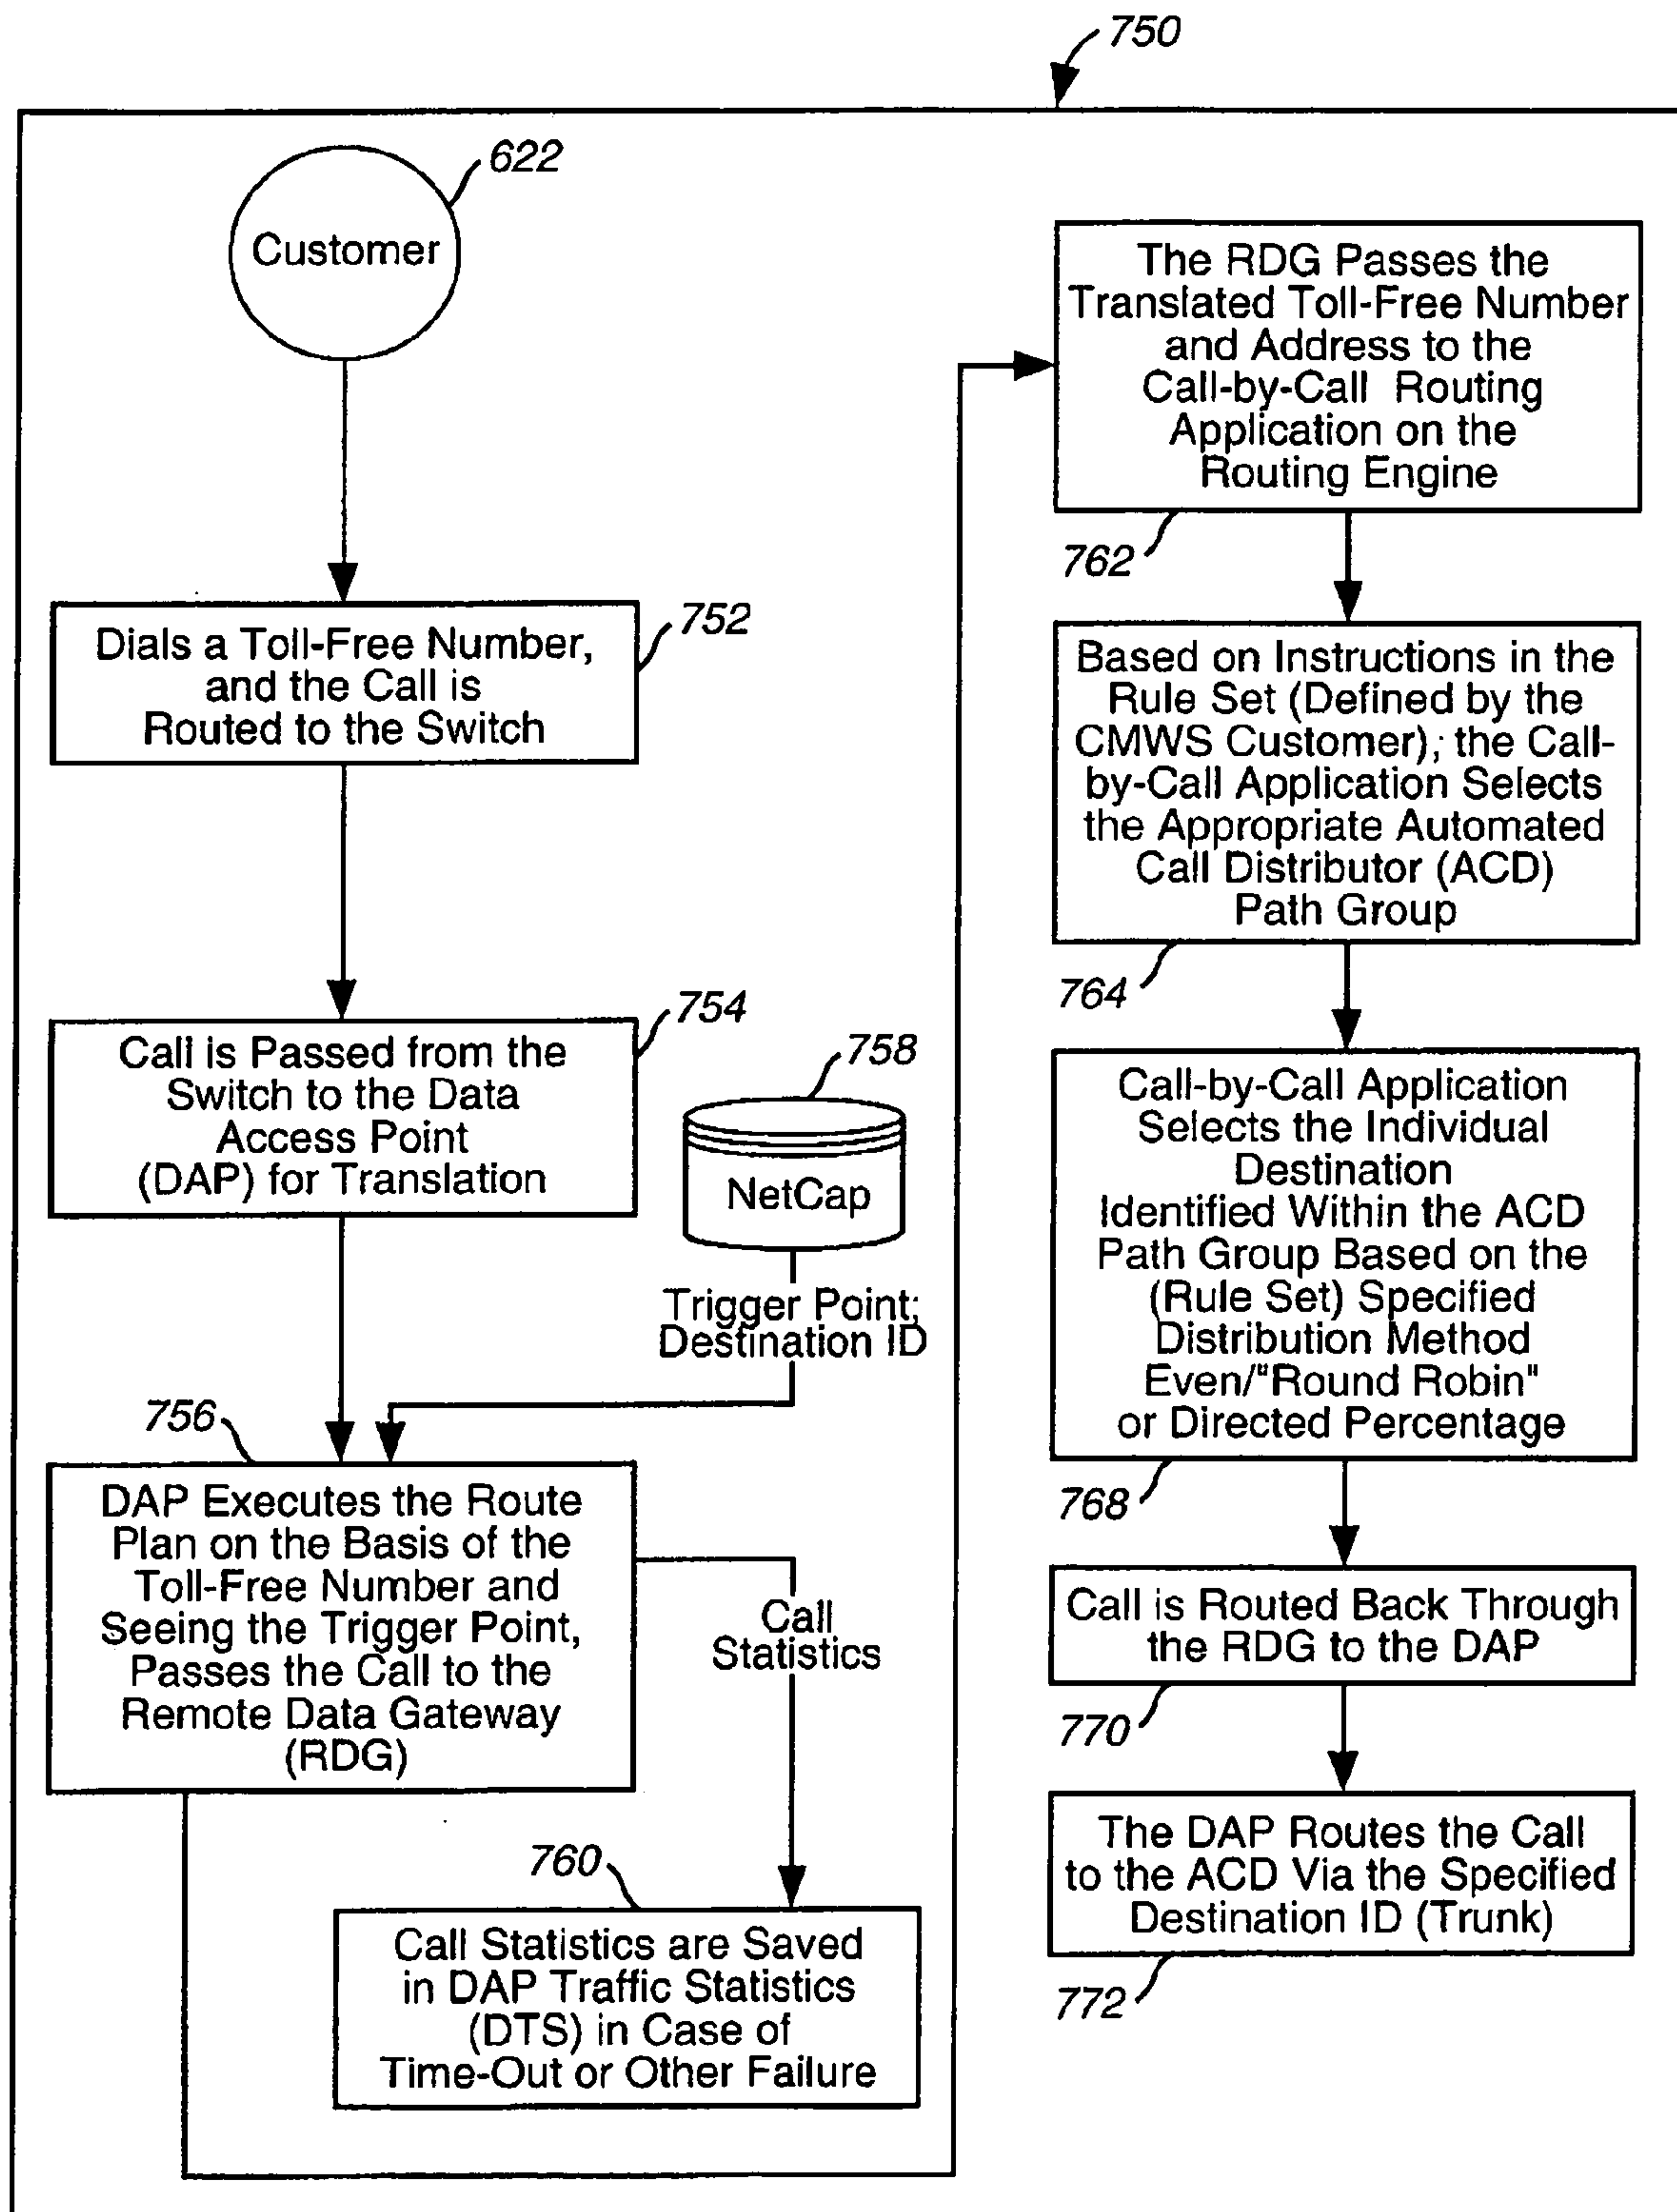 750
622
Customer
Dials a Toll-Free Number,
and the Call is
Routed to the Switch
752
Call is Passed from the
Switch to the Data
Access Point
(DAP) for Translation
754
758
NetCap
Trigger Point;
Destination ID
756
DAP Executes the Route
Plan on the Basis of the
Toll-Free Number and
Seeing the Trigger Point,
Passes the Call to the
Remote Data Gateway
(RDG)
Call
Statistics
760
Call Statistics are Saved
in DAP Traffic Statistics
(DTS) in Case of
Time-Out or Other Failure
The RDG Passes the
Translated Toll-Free Number
and Address to the
Call-by-Call Routing
Application on the
Routing Engine
762
Based on Instructions in the
Rule Set (Defined by the
CMWS Customer), the Call-
by-Call Application Selects
the Appropriate Automated
Call Distributor (ACD)
Path Group
764
Call-by-Call Application
Selects the Individual
Destination
Identified Within the ACD
Path Group Based on the
(Rule Set) Specified
Distribution Method
Even/"Round Robin"
or Directed Percentage
768
Call is Routed Back Through
the RDG to the DAP
770
The DAP Routes the Call
to the ACD Via the Specified
Destination ID (Trunk)
772